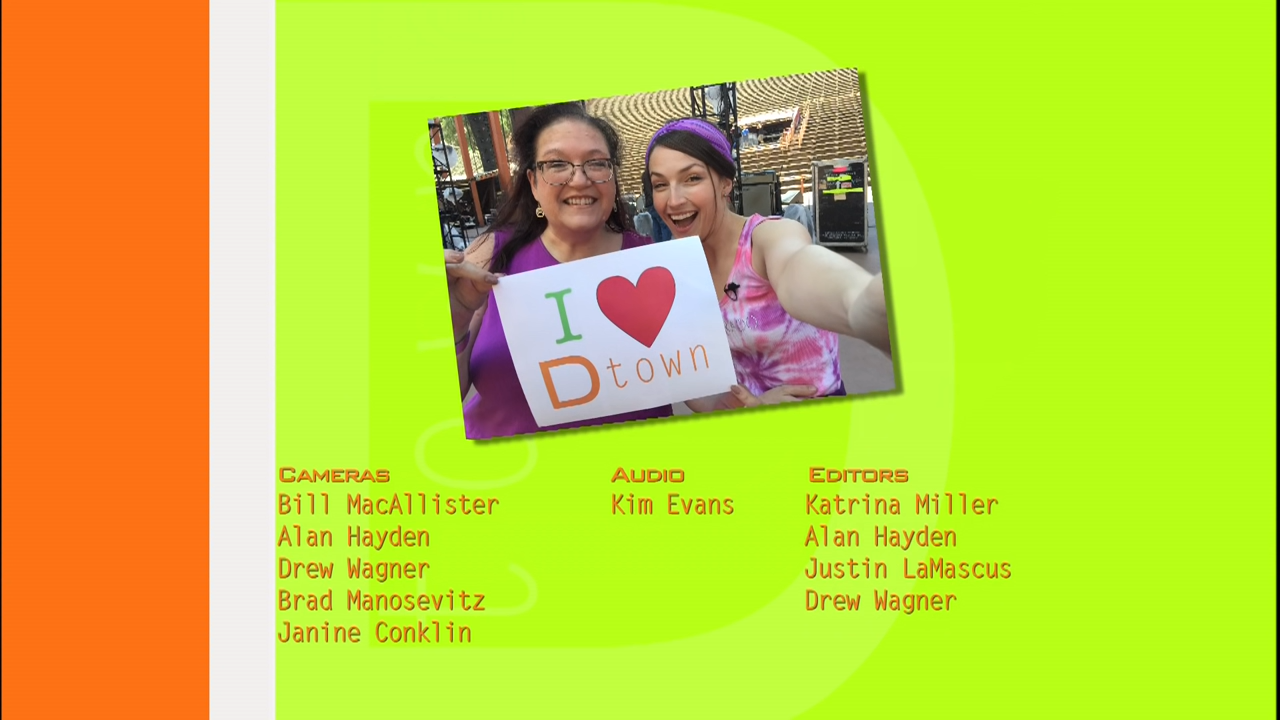 I ❤
Dtown
Cameras
Bill MacAllister
Alan Hayden
Drew Wagner
Brad Manosevitz
Janine Conklin
Audio
Kim Evans
Editors
Katrina Miller
Alan Hayden
Justin LaMascus
Drew Wagner